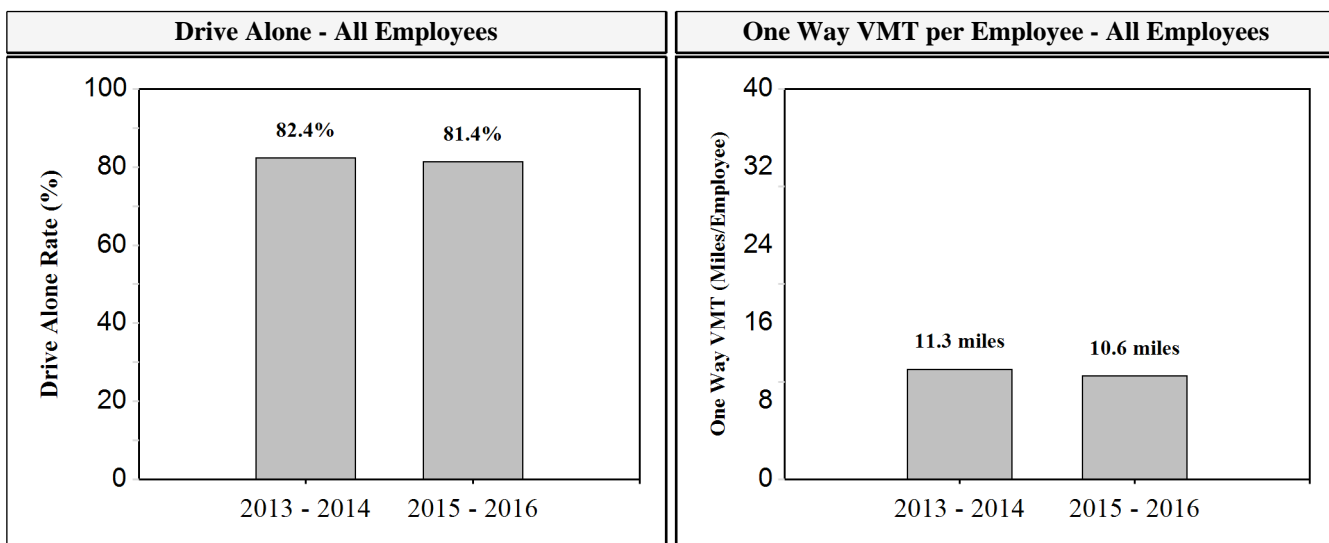 Drive Alone - All Employees
Drive Alone Rate (%)
100
80
60
40
20
0
82.4%
81.4%
2013 - 2014
2015 - 2016
One Way VMT per Employee - All Employees
One Way VMT (Miles/Employee)
40
32
24
16
8
0
11.3 miles
10.6 miles
2013 - 2014
2015 - 2016